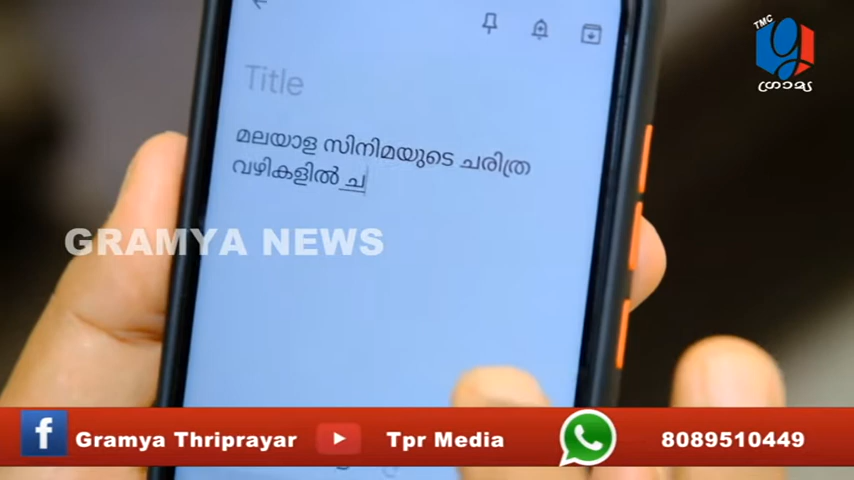 TMC
ഗ്രാമ്യ
Title
മലയാള സിനിമയുടെ ചരിത്ര
വഴികളിൽ ച
GRAMYA NEWS
Gramya Thriprayar
Tpr Media
8089510449